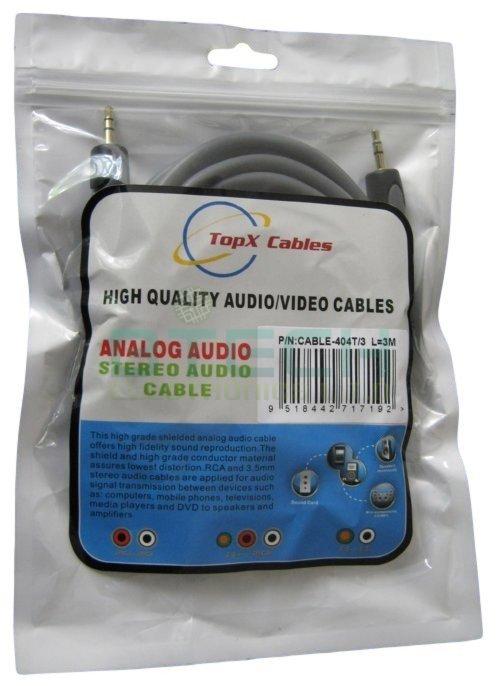 TopX Cables
HIGH QUALITY AUDIO/VIDEO CABLES
P/N:CABLE-404T/3 L=3M
ANALOG AUDIO
STEREO AUDIO
CABLE
9 518442 717192 >
This high grade shielded analog audio cable
offers high fidelity sound reproduction.The
shield and high grade conductor material
assures lowest distortion.RCA and 3.5mm
stereo audio cables are applied for audio
signal transmission between devices such
as: computers, mobile phones, televisions,
media players and DVD to speakers and
amplifiers
Sound Card